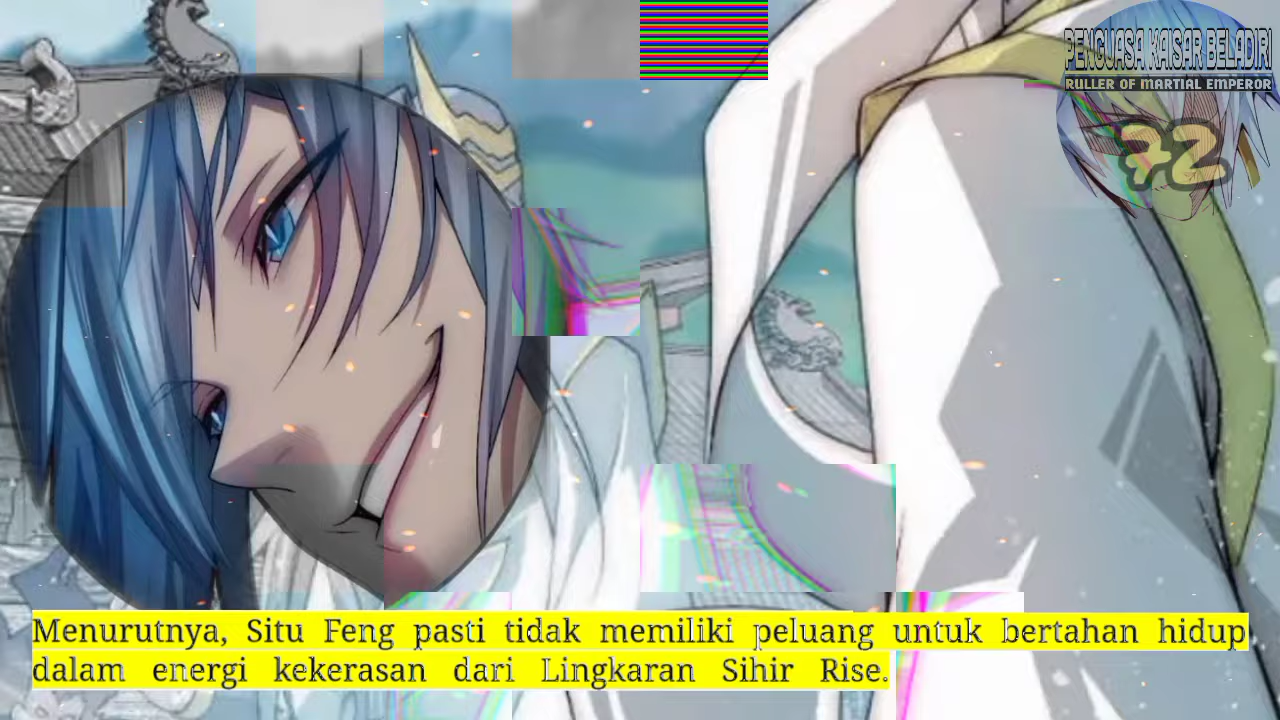 PENGUASA KAISAR BELADIRI
RULLER OF MARTIAL EMPEROR
72
Menurutnya, Situ Feng pasti tidak memiliki peluang untuk bertahan hidup
dalam energi kekerasan dari Lingkaran Sihir Rise.